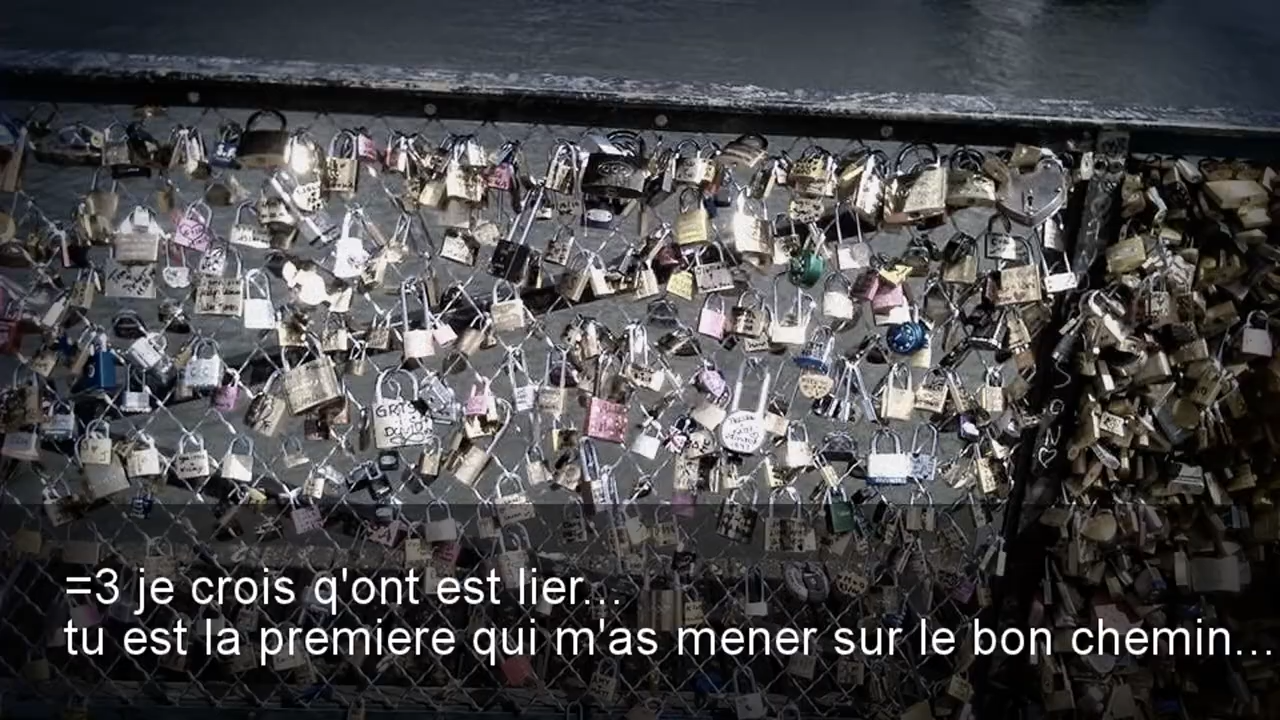 =3 je crois q'ont est lier...
tu est la premiere qui m'as mener sur le bon chemin...